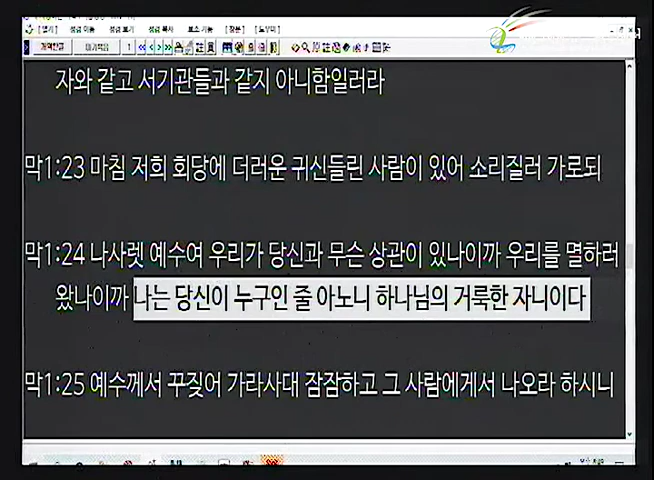 자와 같고 서기관들과 같지 아니함일러라
막1:23 마침 저희 회당에 더러운 귀신들린 사람이 있어 소리질러 가로되
막1:24 나사렛 예수여 우리가 당신과 무슨 상관이 있나이까 우리를 멸하러
왔나이까 나는 당신이 누구인 줄 아노니 하나님의 거룩한 자니이다
막1:25 예수께서 꾸짖어 가라사대 잠잠하고 그 사람에게서 나오라 하시니